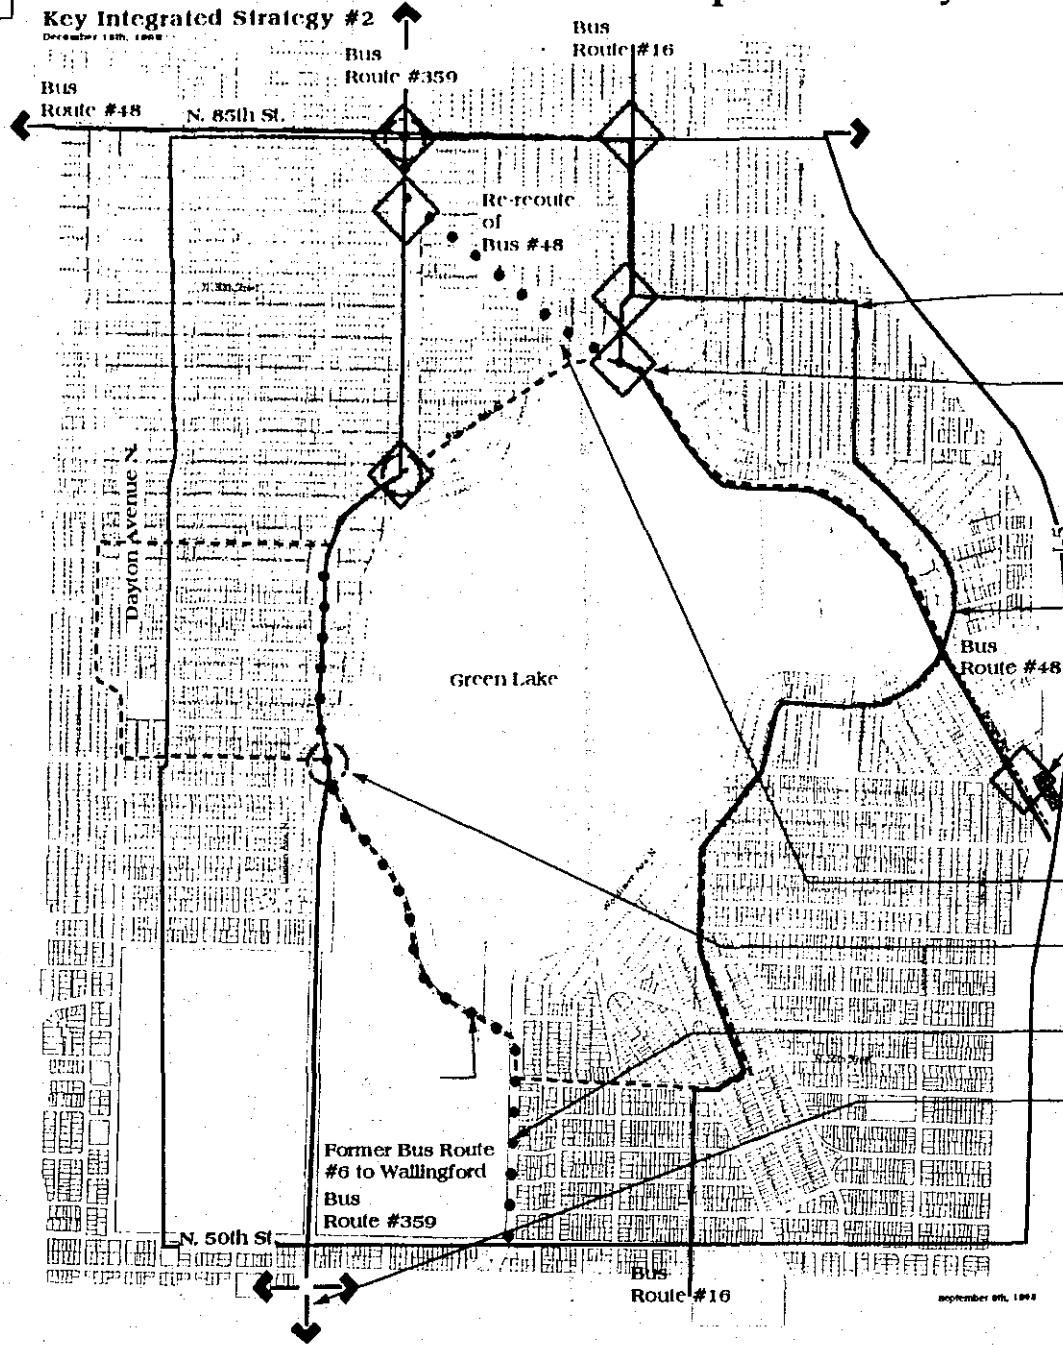 Key Integrated Strategy #2
Bus
Route #359
Bus
Route #16
Bus
Route #48
N. 85th St.
Re-reoute
of
Bus #48
Dayton Avenue N.
Green Lake
I-5
Bus
Route #48
Former Bus Route
#6 to Wallingford
Bus
Route #359
N. 50th St.
Bus
Route #16